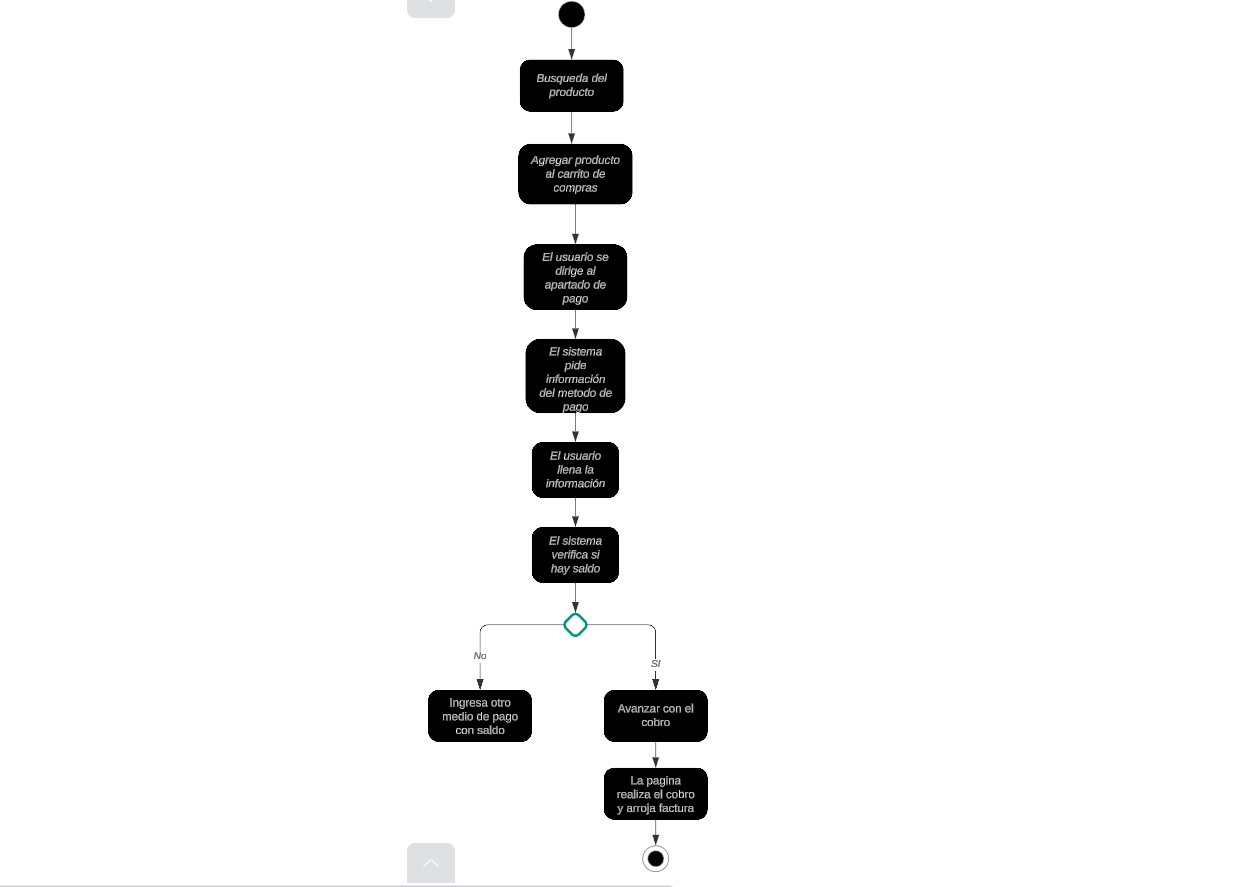 Busqueda del
producto
Agregar producto
al carrito de
compras
El usuario se
dirige al
apartado de
pago
El sistema
pide
información
del metodo de
pago
El usuario
llena la
información
El sistema
verifica si
hay saldo
No
SI
Ingresa otro
medio de pago
con saldo
Avanzar con el
cobro
La pagina
realiza el cobro
y arroja factura